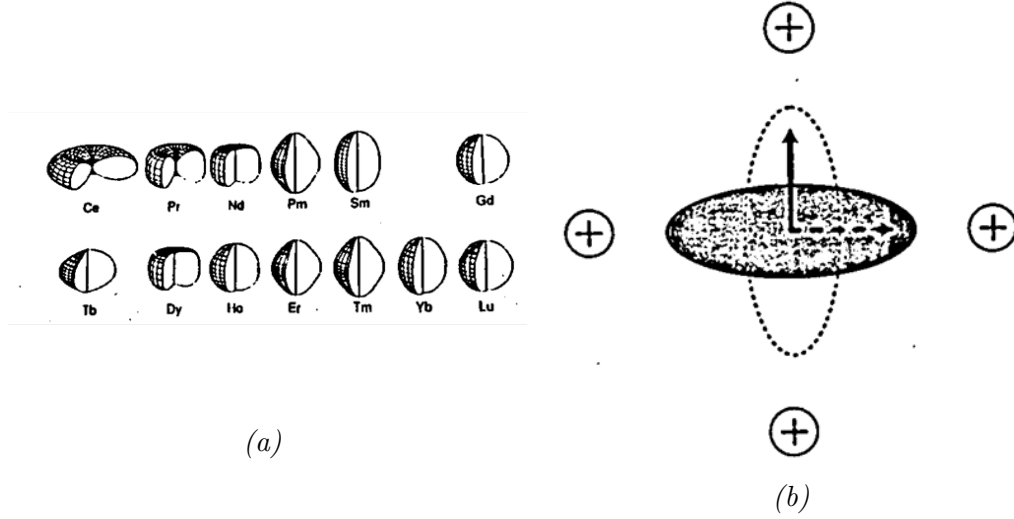 Ce Pr Nd Pm Sm Gd
Tb Dy Ho Er Tm Yb Lu
(a)
+
+ +
+
(b)